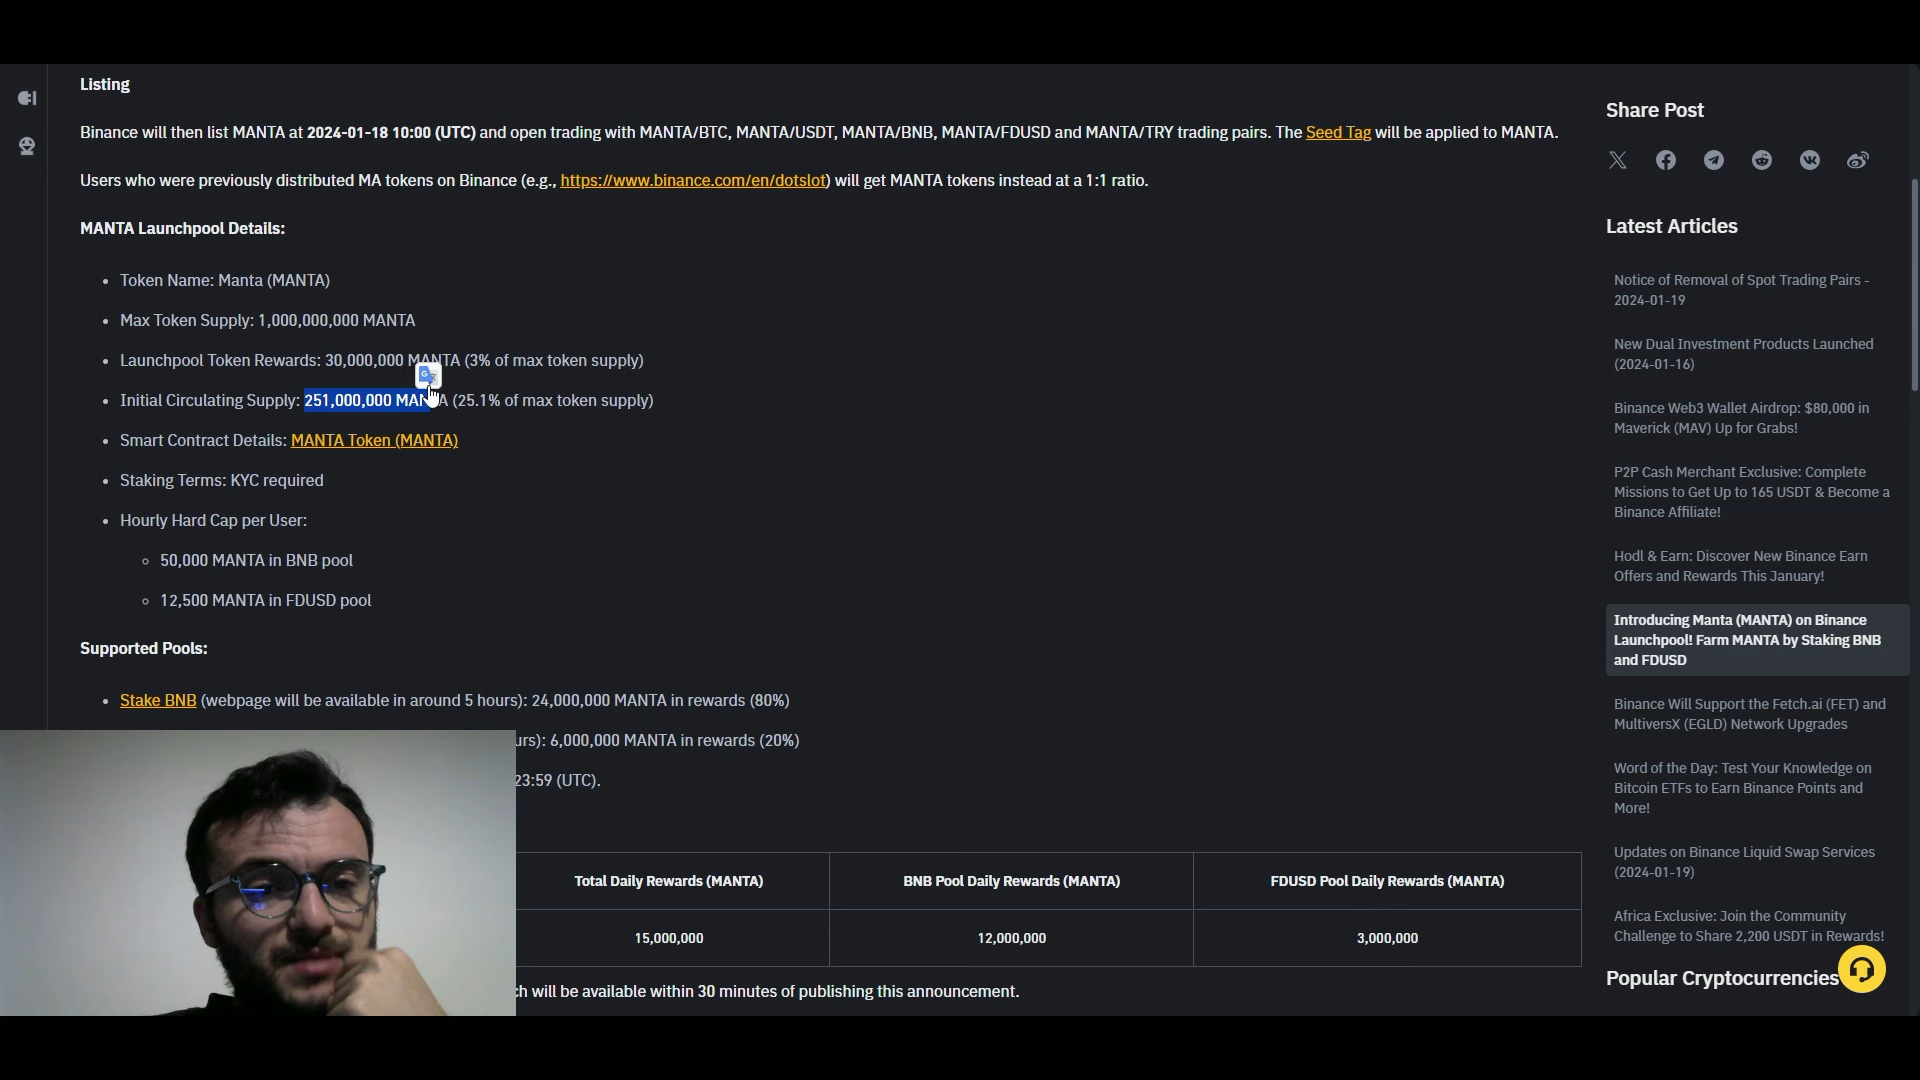 Listing
Binance will then list MANTA at 2024-01-18 10:00 (UTC) and open trading with MANTA/BTC, MANTA/USDT, MANTA/BNB, MANTA/FDUSD and MANTA/TRY trading pairs. The Seed Tag will be applied to MANTA.
Users who were previously distributed MA tokens on Binance (e.g., https://www.binance.com/en/dotslot) will get MANTA tokens instead at a 1:1 ratio.
MANTA Launchpool Details:
Token Name: Manta (MANTA)
Max Token Supply: 1,000,000,000 MANTA
Launchpool Token Rewards: 30,000,000 MANTA (3% of max token supply)
Initial Circulating Supply: 251,000,000 MANTA (25.1% of max token supply)
Smart Contract Details: MANTA Token (MANTA)
Staking Terms: KYC required
Hourly Hard Cap per User:
50,000 MANTA in BNB pool
12,500 MANTA in FDUSD pool
Supported Pools:
Stake BNB (webpage will be available in around 5 hours): 24,000,000 MANTA in rewards (80%)
urs): 6,000,000 MANTA in rewards (20%)
23:59 (UTC).
Total Daily Rewards (MANTA) BNB Pool Daily Rewards (MANTA) FDUSD Pool Daily Rewards (MANTA)
15,000,000 12,000,000 3,000,000
h will be available within 30 minutes of publishing this announcement.
Share Post
Latest Articles
Notice of Removal of Spot Trading Pairs -
2024-01-19
New Dual Investment Products Launched
(2024-01-16)
Binance Web3 Wallet Airdrop: $80,000 in
Maverick (MAV) Up for Grabs!
P2P Cash Merchant Exclusive: Complete
Missions to Get Up to 165 USDT & Become a
Binance Affiliate!
Hodl & Earn: Discover New Binance Earn
Offers and Rewards This January!
Introducing Manta (MANTA) on Binance
Launchpool! Farm MANTA by Staking BNB
and FDUSD
Binance Will Support the Fetch.ai (FET) and
MultiversX (EGLD) Network Upgrades
Word of the Day: Test Your Knowledge on
Bitcoin ETFs to Earn Binance Points and
More!
Updates on Binance Liquid Swap Services
(2024-01-19)
Africa Exclusive: Join the Community
Challenge to Share 2,200 USDT in Rewards!
Popular Cryptocurrencies